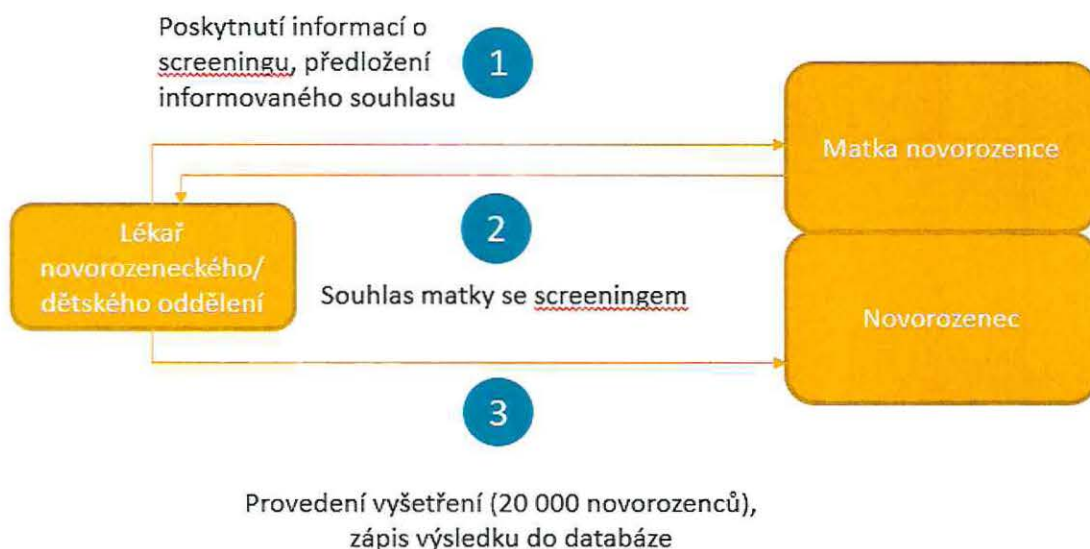 Poskytnutí informací o
screeningu, předložení
informovaného souhlasu
1
Matka novorozence
2
Lékař
novorozeneckého/
dětského oddělení
Souhlas matky se screeningem
Novorozenec
3
Provedení vyšetření (20 000 novorozenců),
zápis výsledku do databáze